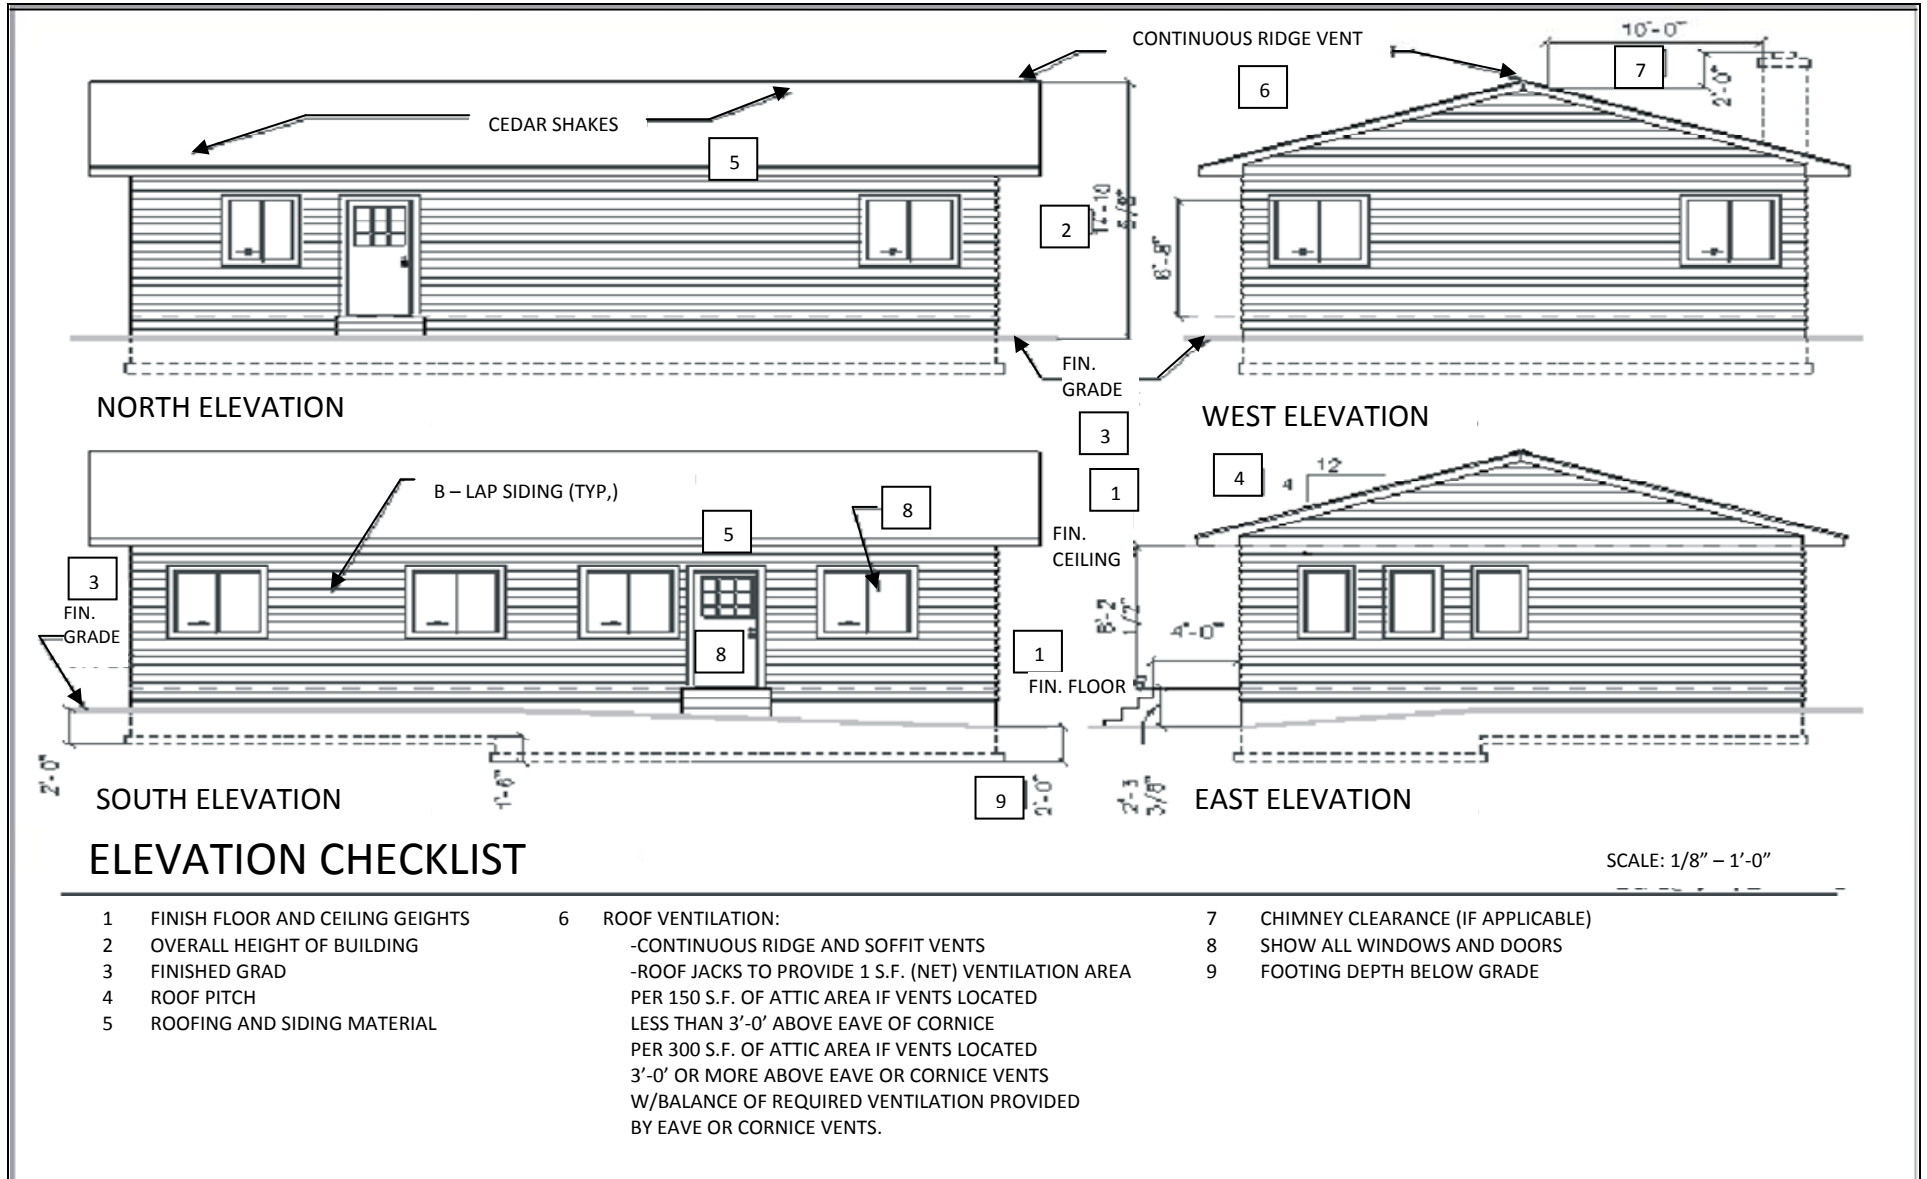 CONTINUOUS RIDGE VENT
10'-0"
7
6
2'-0"
CEDAR SHAKES
5
2
6'-8"
FIN.
GRADE
NORTH ELEVATION
3
WEST ELEVATION
B – LAP SIDING (TYP,)
8
5
1
4
12
4
FIN.
CEILING
3
FIN.
GRADE
8
1
4'-0"
FIN. FLOOR
2'-0"
1'-6"
9
2'-0"
SOUTH ELEVATION
EAST ELEVATION
ELEVATION CHECKLIST
SCALE: 1/8” – 1’-0”
1 FINISH FLOOR AND CEILING GEIGHTS
2 OVERALL HEIGHT OF BUILDING
3 FINISHED GRAD
4 ROOF PITCH
5 ROOFING AND SIDING MATERIAL
6 ROOF VENTILATION:
-CONTINUOUS RIDGE AND SOFFIT VENTS
-ROOF JACKS TO PROVIDE 1 S.F. (NET) VENTILATION AREA
PER 150 S.F. OF ATTIC AREA IF VENTS LOCATED
LESS THAN 3’-0’ ABOVE EAVE OF CORNICE
PER 300 S.F. OF ATTIC AREA IF VENTS LOCATED
3’-0’ OR MORE ABOVE EAVE OR CORNICE VENTS
W/BALANCE OF REQUIRED VENTILATION PROVIDED
BY EAVE OR CORNICE VENTS.
7 CHIMNEY CLEARANCE (IF APPLICABLE)
8 SHOW ALL WINDOWS AND DOORS
9 FOOTING DEPTH BELOW GRADE